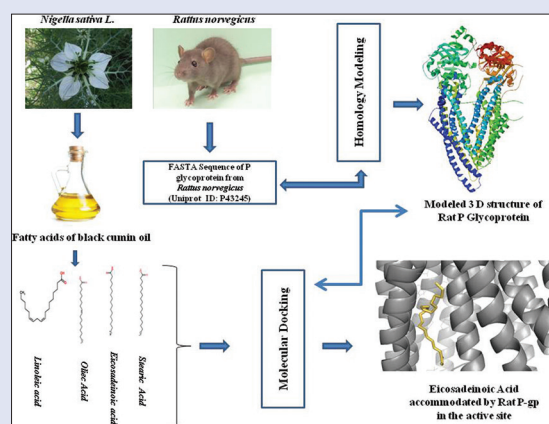 Nigella sativa L.
Rattus norvegicus
FASTA Sequence of P
glycoprotein from
Rattus norvegicus
(Uniprot ID: P43245)
Homology Modeling
Modeled 3 D structure of
Rat P Glycoprotein
Fatty acids of black cumin oil
Linoleic acid
Oliec Acid
Eicosadeinoic acid
Stearic Acid
Molecular Docking
Eicosadeinoic Acid
accommodated by Rat P-gp
in the active site